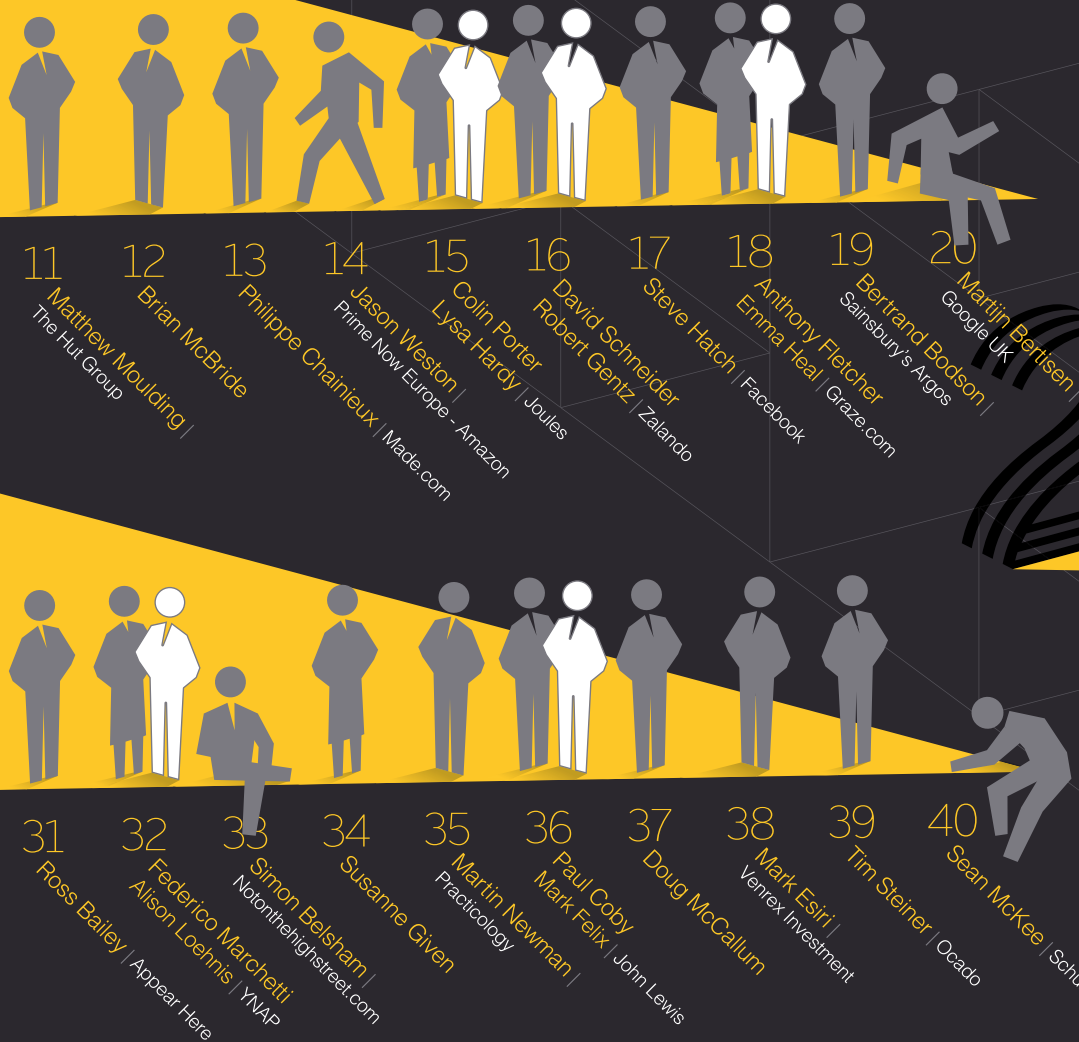 11
Matthew Moulding |
The Hut Group
12
Brian McBride
13
Philippe Chainieux | Made.com
14
Jason Weston |
Prime Now Europe - Amazon
15
Colin Porter
Lysa Hardy | Joules
16
David Schneider
Robert Gentz | Zalando
17
Steve Hatch | Facebook
18
Anthony Fletcher
Emma Heal | Graze.com
19
Bertrand Bodson |
Sainsbury's Argos
20
Martijn Bertisen |
Google UK
31
Ross Bailey | Appear Here
32
Federico Marchetti
Alison Loehnis | YNAP
33
Simon Belsham |
Notonthehighstreet.com
34
Susanne Given
35
Martin Newman |
Practicology
36
Paul Coby
Mark Felix | John Lewis
37
Doug McCallum
38
Mark Esiri |
Venrex Investment
39
Tim Steiner | Ocado
40
Sean McKee |